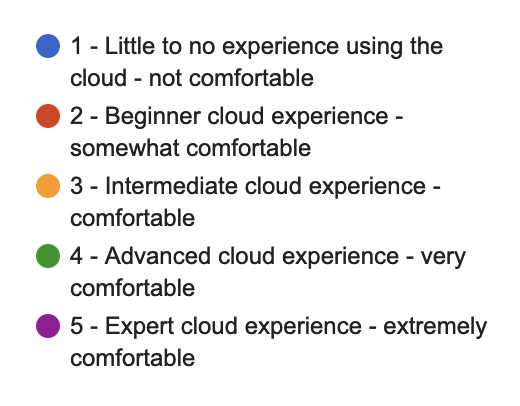 1 - Little to no experience using the
cloud - not comfortable
2 - Beginner cloud experience -
somewhat comfortable
3 - Intermediate cloud experience -
comfortable
4 - Advanced cloud experience - very
comfortable
5 - Expert cloud experience - extremely
comfortable